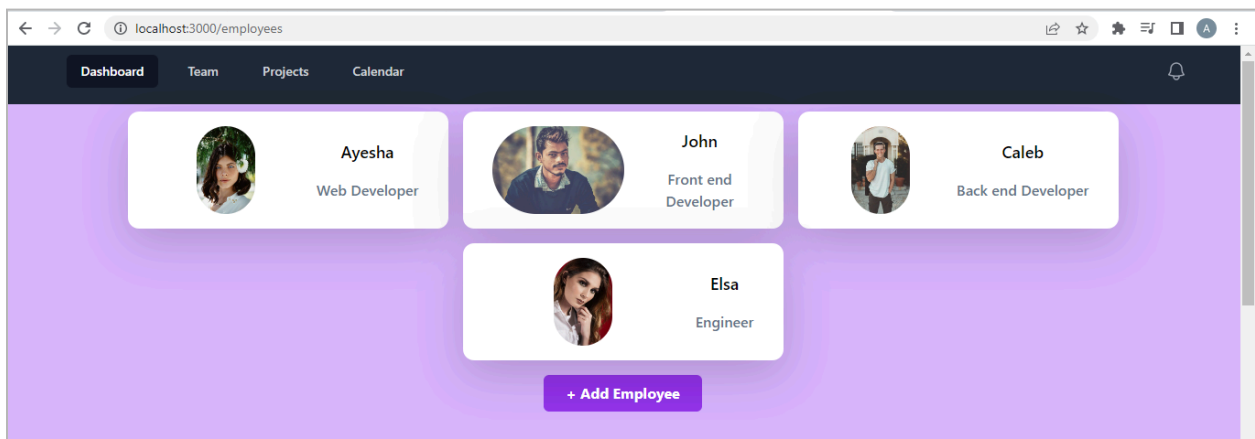 localhost:3000/employees
A
Dashboard Team Projects Calendar
Ayesha
Web Developer
John
Front end
Developer
Caleb
Back end Developer
Elsa
Engineer
+ Add Employee